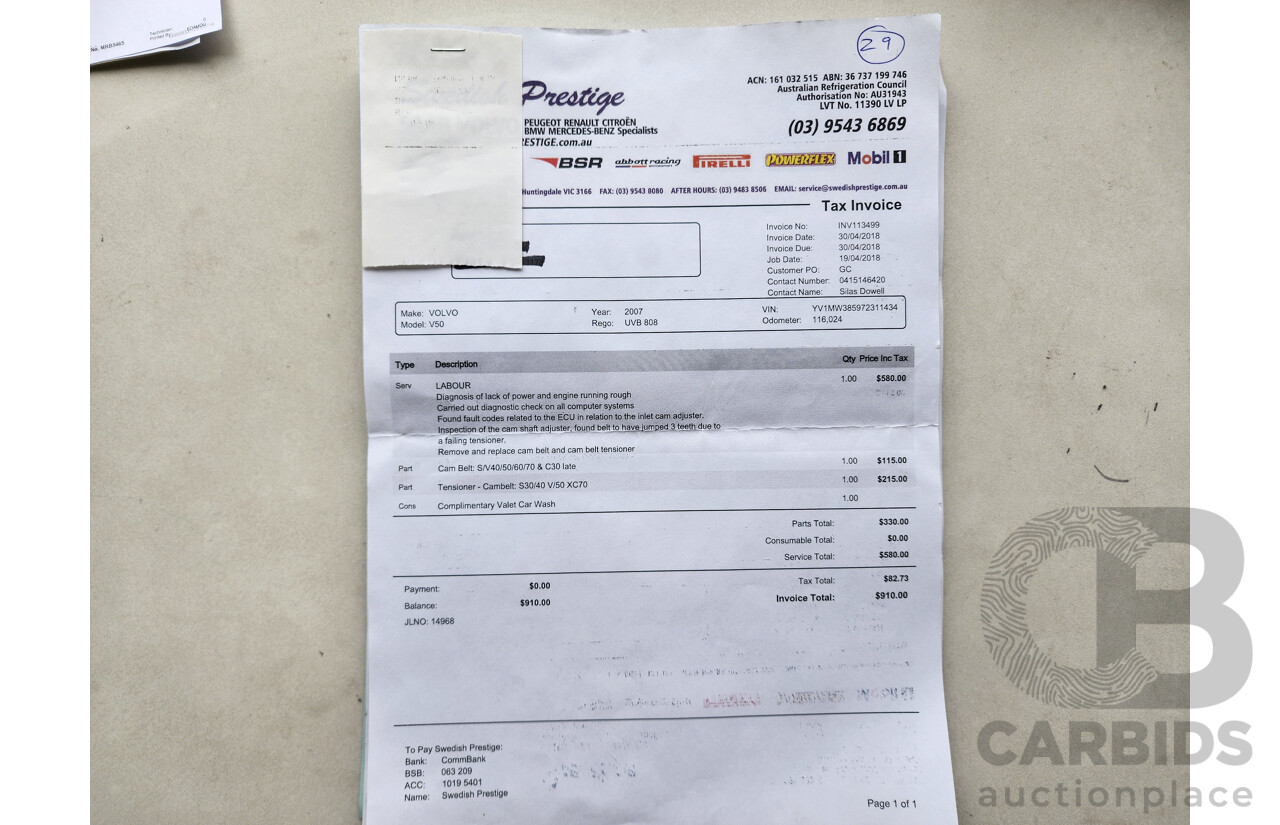 Technician: EDAMOU
Printed By
No. MRB3463
29
Prestige
ACN: 161 032 515 ABN: 36 737 199 746
Australian Refrigeration Council
Authorisation No: AU31943
LVT No. 11390 LV LP
(03) 9543 6869
PEUGEOT RENAULT CITROËN
BMW MERCEDES-BENZ Specialists
RESTIGE.com.au
BSR abbott racing PIRELLI POWERFLEX Mobil 1
Huntingdale VIC 3166 FAX: (03) 9543 8080 AFTER HOURS: (03) 9483 8506 EMAIL: service@swedishprestige.com.au
Tax Invoice
Invoice No: INV113499
Invoice Date: 30/04/2018
Invoice Due: 30/04/2018
Job Date: 19/04/2018
Customer PO: GC
Contact Number: 0415146420
Contact Name: Silas Dowell
Make: VOLVO Year: 2007 VIN: YV1MW385972311434
Model: V50 Rego: UVB 808 Odometer: 116,024
Type Description Qty Price Inc Tax
Serv LABOUR 1.00 $580.00
Diagnosis of lack of power and engine running rough
Carried out diagnostic check on all computer systems
Found fault codes related to the ECU in relation to the inlet cam adjuster.
Inspection of the cam shaft adjuster, found belt to have jumped 3 teeth due to
a failing tensioner.
Remove and replace cam belt and cam belt tensioner
Part Cam Belt: S/V40/50/60/70 & C30 late 1.00 $115.00
Part Tensioner - Cambelt: S30/40 V/50 XC70 1.00 $215.00
Cons Complimentary Valet Car Wash 1.00
Parts Total: $330.00
Consumable Total: $0.00
Service Total: $580.00
Payment: $0.00 Tax Total: $82.73
Balance: $910.00 Invoice Total: $910.00
JLNO: 14968
To Pay Swedish Prestige:
Bank: CommBank
BSB: 063 209
ACC: 1019 5401
Name: Swedish Prestige
Page 1 of 1
CARBIDS
auctionplace